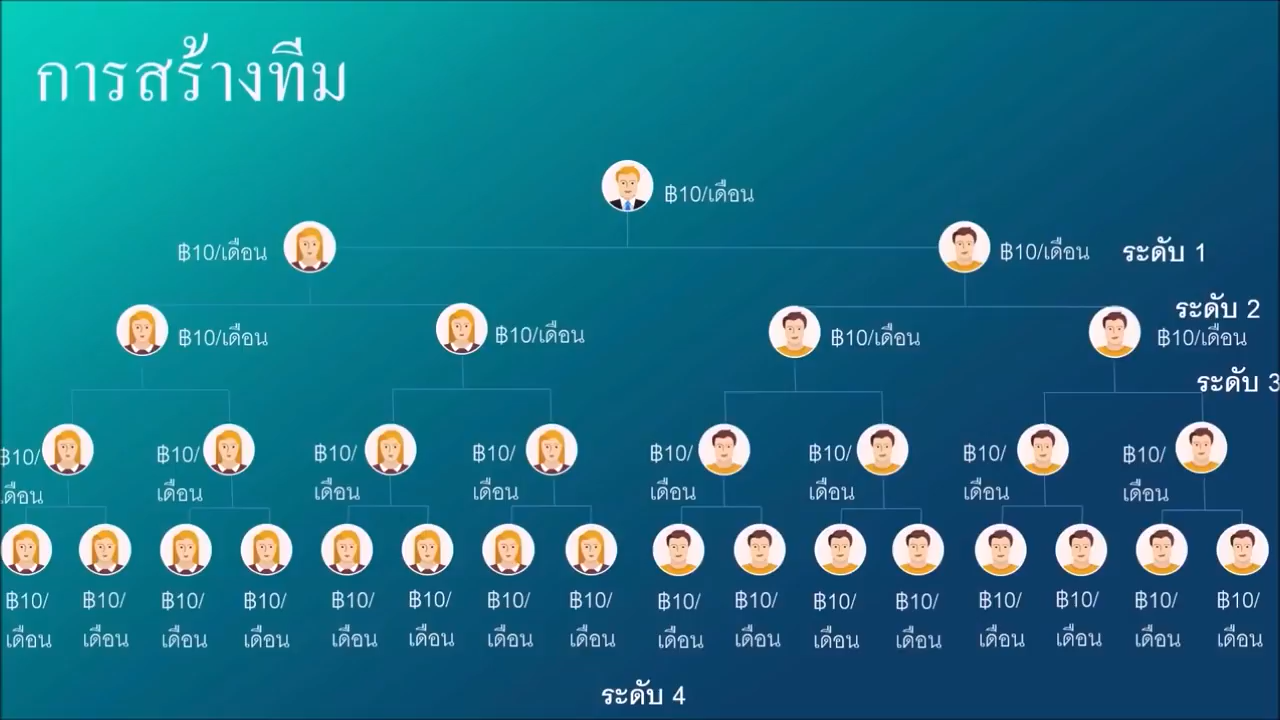 การสร้างทีม
฿10/เดือน
฿10/เดือน
฿10/เดือน
ระดับ 1
ระดับ 2
฿10/เดือน
฿10/เดือน
฿10/เดือน
฿10/เดือน
ระดับ 3
฿10/
เดือน
฿10/
เดือน
฿10/
เดือน
฿10/
เดือน
฿10/
เดือน
฿10/
เดือน
฿10/
เดือน
฿10/
เดือน
฿10/
เดือน
฿10/
เดือน
฿10/
เดือน
฿10/
เดือน
฿10/
เดือน
฿10/
เดือน
฿10/
เดือน
฿10/
เดือน
฿10/
เดือน
฿10/
เดือน
฿10/
เดือน
฿10/
เดือน
฿10/
เดือน
฿10/
เดือน
฿10/
เดือน
฿10/
เดือน
ระดับ 4